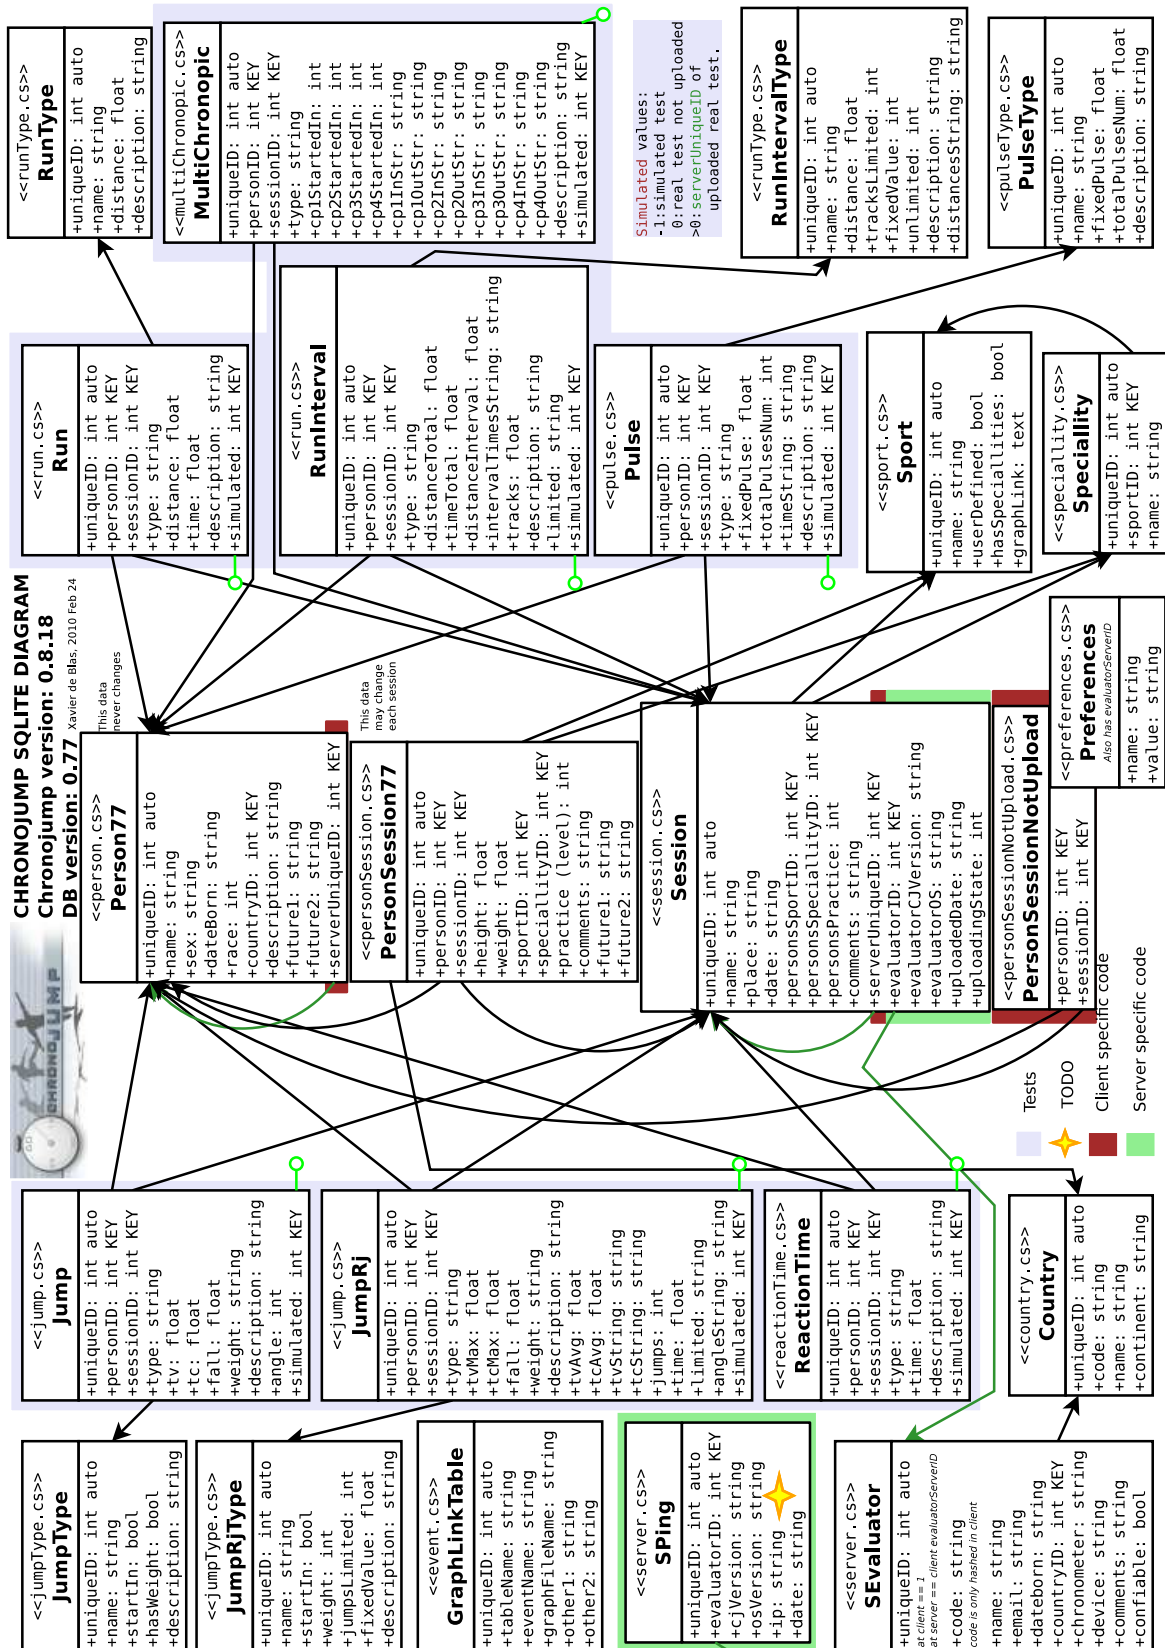 CHRONOJUMP SQLITE DIAGRAM
Chronojump version: 0.8.18
DB version: 0.77 Xavier de Blas, 2010 Feb 24
CHRONOJUMP
<<jumpType.cs>>
JumpType
+uniqueID: int auto
+name: string
+startIn: bool
+hasWeight: bool
+description: string
<<jumpType.cs>>
JumpRjType
+uniqueID: int auto
+name: string
+startIn: bool
+weight: int
+jumpsLimited: int
+fixedValue: float
+description: string
<<event.cs>>
GraphLinkTable
+uniqueID: int auto
+tableName: string
+eventName: string
+graphFileName: string
+other1: string
+other2: string
<<server.cs>>
SPing
+uniqueID: int auto
+evaluatorID: int KEY
+cjVersion: string
+osVersion: string
+ip: string
+date: string
<<server.cs>>
SEvaluator
+uniqueID: int auto
at client == 1
at server == client evaluatorServerID
+code: string
code is only hashed in client
+name: string
+email: string
+dateborn: string
+countryID: int KEY
+chronometer: string
+device: string
+comments: string
+confiable: bool
<<jump.cs>>
Jump
+uniqueID: int auto
+personID: int KEY
+sessionID: int KEY
+type: string
+tv: float
+tc: float
+fall: float
+weight: string
+description: string
+angle: int
+simulated: int KEY
<<jump.cs>>
JumpRj
+uniqueID: int auto
+personID: int KEY
+sessionID: int KEY
+type: string
+tvMax: float
+tcMax: float
+fall: float
+weight: string
+description: string
+tvAvg: float
+tcAvg: float
+tvString: string
+tcString: string
+jumps: int
+time: float
+limited: string
+angleString: string
+simulated: int KEY
<<reactionTime.cs>>
ReactionTime
+uniqueID: int auto
+personID: int KEY
+sessionID: int KEY
+type: string
+time: float
+description: string
+simulated: int KEY
<<country.cs>>
Country
+uniqueID: int auto
+code: string
+name: string
+continent: string
Tests
TODO
Client specific code
Server specific code
<<person.cs>>
Person77
This data
never changes
+uniqueID: int auto
+name: string
+sex: string
+dateBorn: string
+race: int
+countryID: int KEY
+description: string
+future1: string
+future2: string
+serverUniqueID: int KEY
<<personSession.cs>>
PersonSession77
This data
may change
each session
+uniqueID: int auto
+personID: int KEY
+sessionID: int KEY
+height: float
+weight: float
+sportID: int KEY
+speciallityID: int KEY
+practice (level): int
+comments: string
+future1: string
+future2: string
<<session.cs>>
Session
+uniqueID: int auto
+name: string
+place: string
+date: string
+personsSportID: int KEY
+personsSpeciallityID: int KEY
+personsPractice: int
+comments: string
+serverUniqueID: int KEY
+evaluatorID: int KEY
+evaluatorCJVersion: string
+evaluatorOS: string
+uploadedDate: string
+uploadingState: int
<<personSessionNotUpload.cs>>
PersonSessionNotUpload
+personID: int KEY
+sessionID: int KEY
<<preferences.cs>>
Preferences
Also has evaluatorServerID
+name: string
+value: string
<<run.cs>>
Run
+uniqueID: int auto
+personID: int KEY
+sessionID: int KEY
+type: string
+distance: float
+time: float
+description: string
+simulated: int KEY
<<run.cs>>
RunInterval
+uniqueID: int auto
+personID: int KEY
+sessionID: int KEY
+type: string
+distanceTotal: float
+timeTotal: float
+distanceInterval: float
+intervalTimesString: string
+tracks: float
+description: string
+limited: string
+simulated: int KEY
<<pulse.cs>>
Pulse
+uniqueID: int auto
+personID: int KEY
+sessionID: int KEY
+type: string
+fixedPulse: float
+totalPulsesNum: int
+timeString: string
+description: string
+simulated: int KEY
<<sport.cs>>
Sport
+uniqueID: int auto
+name: string
+userDefined: bool
+hasSpeciallities: bool
+graphLink: text
<<speciallity.cs>>
Speciallity
+uniqueID: int auto
+sportID: int KEY
+name: string
<<runType.cs>>
RunType
+uniqueID: int auto
+name: string
+distance: float
+description: string
<<multiChronopic.cs>>
MultiChronopic
+uniqueID: int auto
+personID: int KEY
+sessionID: int KEY
+type: string
+cp1StartedIn: int
+cp2StartedIn: int
+cp3StartedIn: int
+cp4StartedIn: int
+cp1InStr: string
+cp1OutStr: string
+cp2InStr: string
+cp2OutStr: string
+cp3InStr: string
+cp3OutStr: string
+cp4InStr: string
+cp4OutStr: string
+description: string
+simulated: int KEY
Simulated values:
-1:simulated test
0:real test not uploaded
>0:serverUniqueID of
uploaded real test.
<<runType.cs>>
RunIntervalType
+uniqueID: int auto
+name: string
+distance: float
+tracksLimited: int
+fixedValue: int
+unlimited: int
+description: string
+distancesString: string
<<pulseType.cs>>
PulseType
+uniqueID: int auto
+name: string
+fixedPulse: float
+totalPulsesNum: float
+description: string